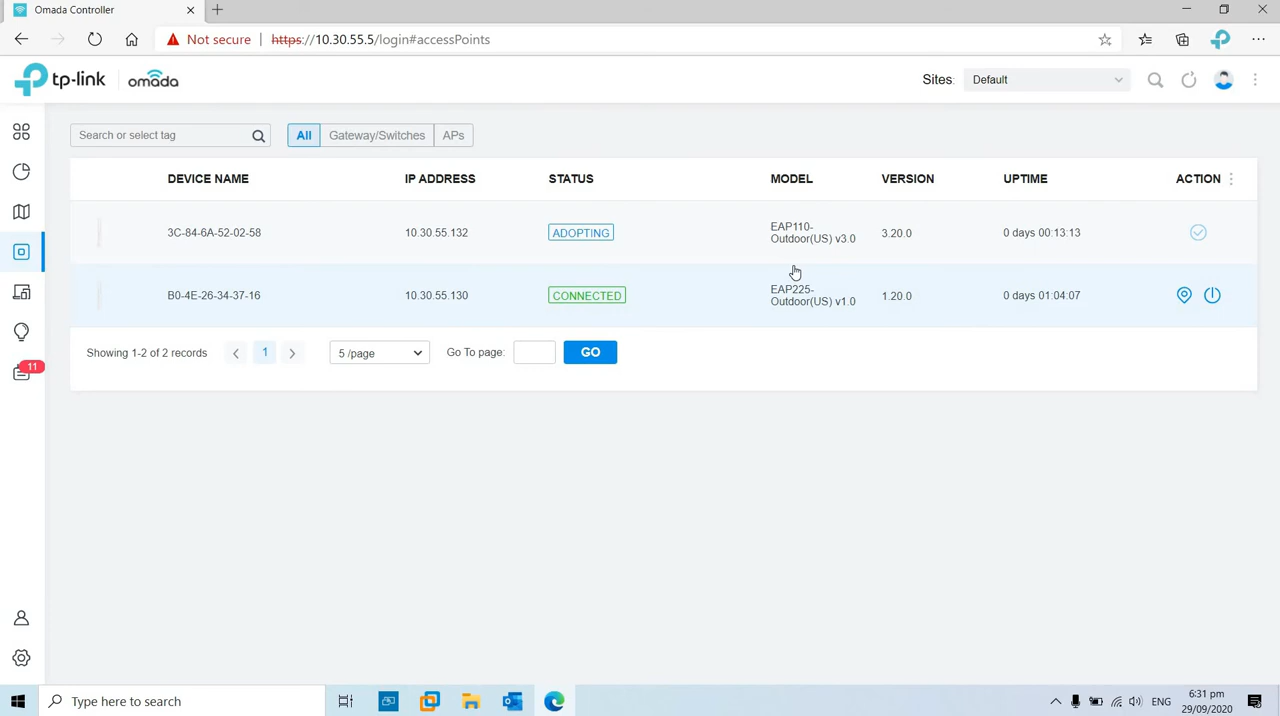 Omada Controller
Not secure
https://10.30.55.5/login#accessPoints
tp-link
omada
Sites:
Default
Search or select tag
All
Gateway/Switches
APs
DEVICE NAME
IP ADDRESS
STATUS
MODEL
VERSION
UPTIME
ACTION
3C-84-6A-52-02-58
10.30.55.132
ADOPTING
EAP110-
Outdoor(US) v3.0
3.20.0
0 days 00:13:13
B0-4E-26-34-37-16
10.30.55.130
CONNECTED
EAP225-
Outdoor(US) v1.0
1.20.0
0 days 01:04:07
Showing 1-2 of 2 records
1
5 /page
Go To page:
GO
11
Type here to search
ENG
6:31 pm
29/09/2020